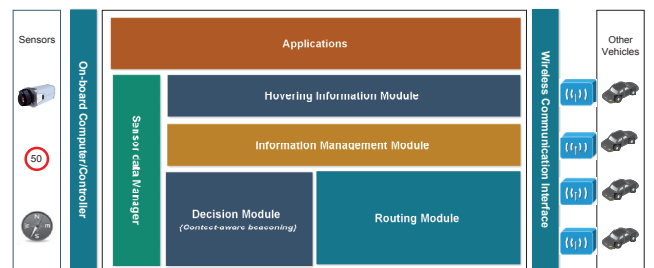 Sensors
50
N
E
S
On-board Computer/Controller
Applications
Sensor data Manager
Hovering Information Module
Information Management Module
Decision Module
(Context-aware beaconing)
Routing Module
Wireless Communication Interface
Other
Vehicles